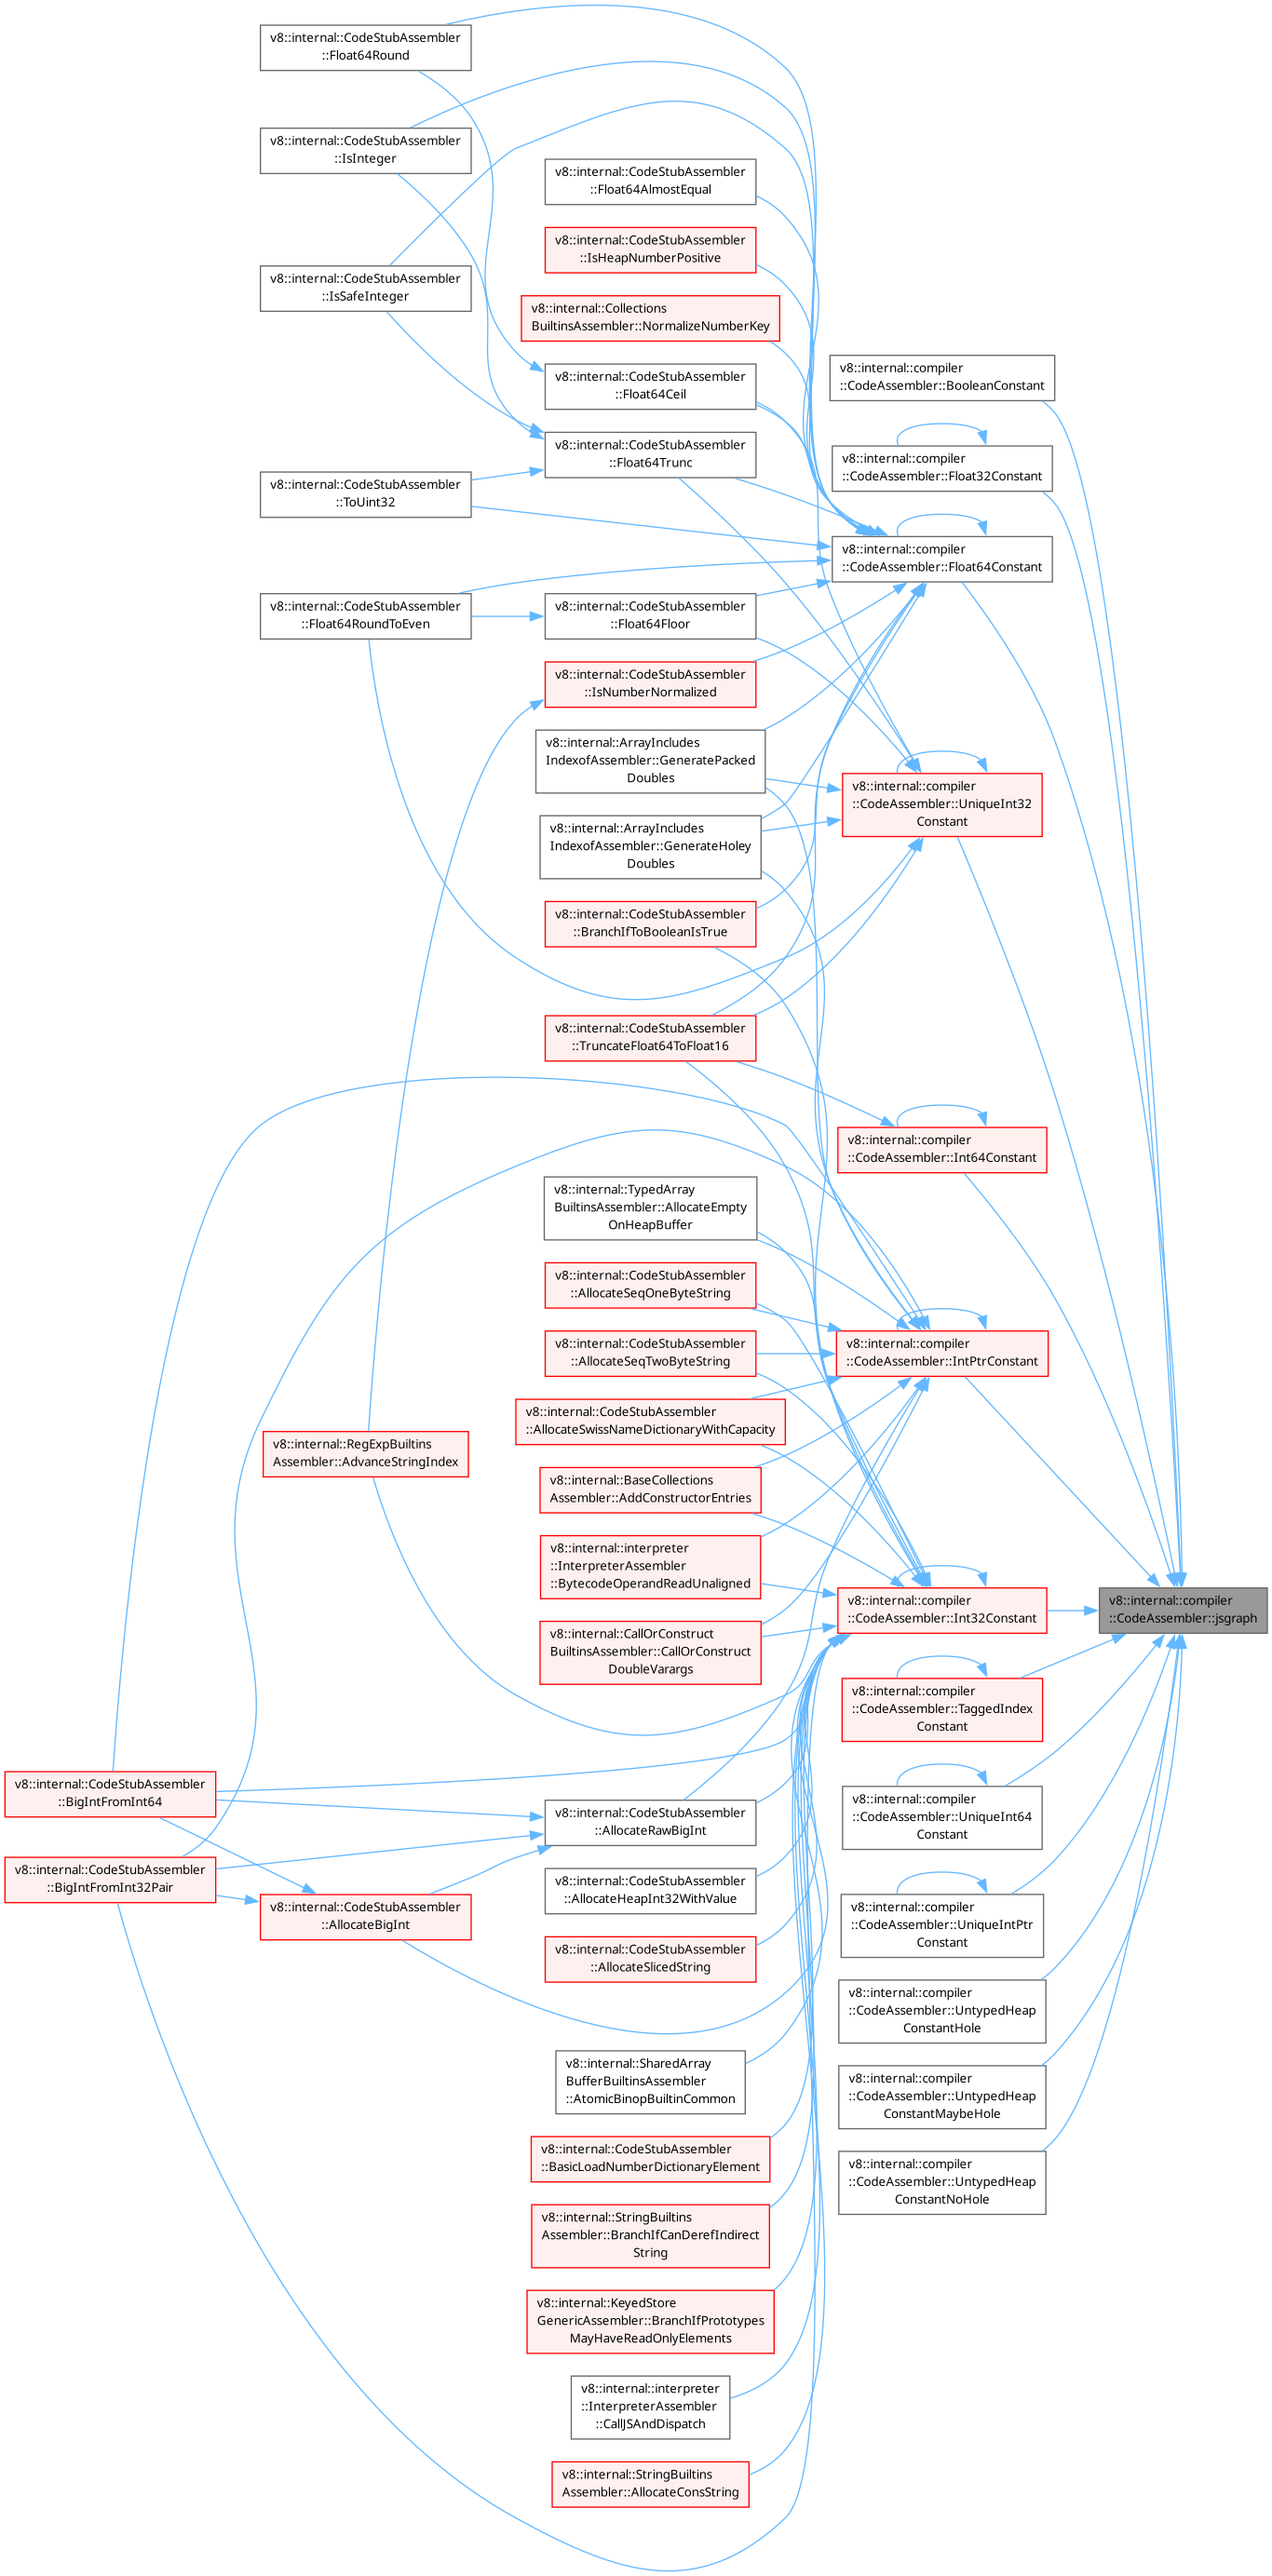 v8::internal::CodeStubAssembler
::Float64Round
v8::internal::CodeStubAssembler
::IsInteger
v8::internal::CodeStubAssembler
::IsSafeInteger
v8::internal::CodeStubAssembler
::ToUint32
v8::internal::CodeStubAssembler
::Float64RoundToEven
v8::internal::RegExpBuiltins
Assembler::AdvanceStringIndex
v8::internal::CodeStubAssembler
::BigIntFromInt64
v8::internal::CodeStubAssembler
::BigIntFromInt32Pair
v8::internal::CodeStubAssembler
::AllocateBigInt
v8::internal::CodeStubAssembler
::Float64AlmostEqual
v8::internal::CodeStubAssembler
::IsHeapNumberPositive
v8::internal::Collections
BuiltinsAssembler::NormalizeNumberKey
v8::internal::CodeStubAssembler
::Float64Ceil
v8::internal::CodeStubAssembler
::Float64Trunc
v8::internal::CodeStubAssembler
::Float64Floor
v8::internal::CodeStubAssembler
::IsNumberNormalized
v8::internal::ArrayIncludes
IndexofAssembler::GeneratePacked
Doubles
v8::internal::ArrayIncludes
IndexofAssembler::GenerateHoley
Doubles
v8::internal::CodeStubAssembler
::BranchIfToBooleanIsTrue
v8::internal::CodeStubAssembler
::TruncateFloat64ToFloat16
v8::internal::TypedArray
BuiltinsAssembler::AllocateEmpty
OnHeapBuffer
v8::internal::CodeStubAssembler
::AllocateSeqOneByteString
v8::internal::CodeStubAssembler
::AllocateSeqTwoByteString
v8::internal::CodeStubAssembler
::AllocateSwissNameDictionaryWithCapacity
v8::internal::BaseCollections
Assembler::AddConstructorEntries
v8::internal::interpreter
::InterpreterAssembler
::BytecodeOperandReadUnaligned
v8::internal::CallOrConstruct
BuiltinsAssembler::CallOrConstruct
DoubleVarargs
v8::internal::CodeStubAssembler
::AllocateRawBigInt
v8::internal::CodeStubAssembler
::AllocateHeapInt32WithValue
v8::internal::CodeStubAssembler
::AllocateSlicedString
v8::internal::SharedArray
BufferBuiltinsAssembler
::AtomicBinopBuiltinCommon
v8::internal::CodeStubAssembler
::BasicLoadNumberDictionaryElement
v8::internal::StringBuiltins
Assembler::BranchIfCanDerefIndirect
String
v8::internal::KeyedStore
GenericAssembler::BranchIfPrototypes
MayHaveReadOnlyElements
v8::internal::interpreter
::InterpreterAssembler
::CallJSAndDispatch
v8::internal::StringBuiltins
Assembler::AllocateConsString
v8::internal::compiler
::CodeAssembler::BooleanConstant
v8::internal::compiler
::CodeAssembler::Float32Constant
v8::internal::compiler
::CodeAssembler::Float64Constant
v8::internal::compiler
::CodeAssembler::UniqueInt32
Constant
v8::internal::compiler
::CodeAssembler::Int64Constant
v8::internal::compiler
::CodeAssembler::IntPtrConstant
v8::internal::compiler
::CodeAssembler::Int32Constant
v8::internal::compiler
::CodeAssembler::TaggedIndex
Constant
v8::internal::compiler
::CodeAssembler::UniqueInt64
Constant
v8::internal::compiler
::CodeAssembler::UniqueIntPtr
Constant
v8::internal::compiler
::CodeAssembler::UntypedHeap
ConstantHole
v8::internal::compiler
::CodeAssembler::UntypedHeap
ConstantMaybeHole
v8::internal::compiler
::CodeAssembler::UntypedHeap
ConstantNoHole
v8::internal::compiler
::CodeAssembler::jsgraph